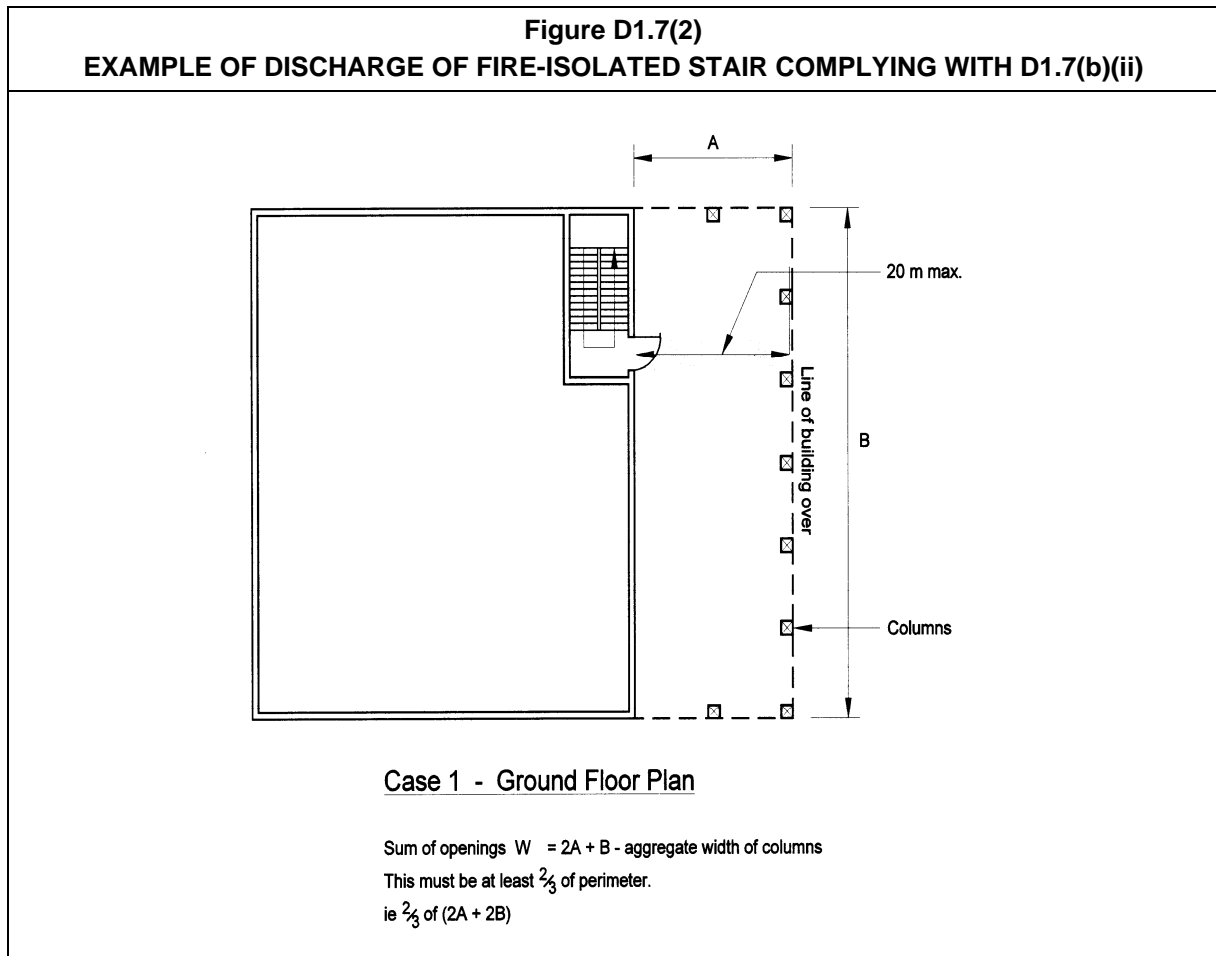 Figure D1.7(2)
EXAMPLE OF DISCHARGE OF FIRE-ISOLATED STAIR COMPLYING WITH D1.7(b)(ii)
A
20 m max.
Line of building over
B
Columns
Case 1 - Ground Floor Plan
Sum of openings W = 2A + B - aggregate width of columns
This must be at least 2/3 of perimeter.
ie 2/3 of (2A + 2B)